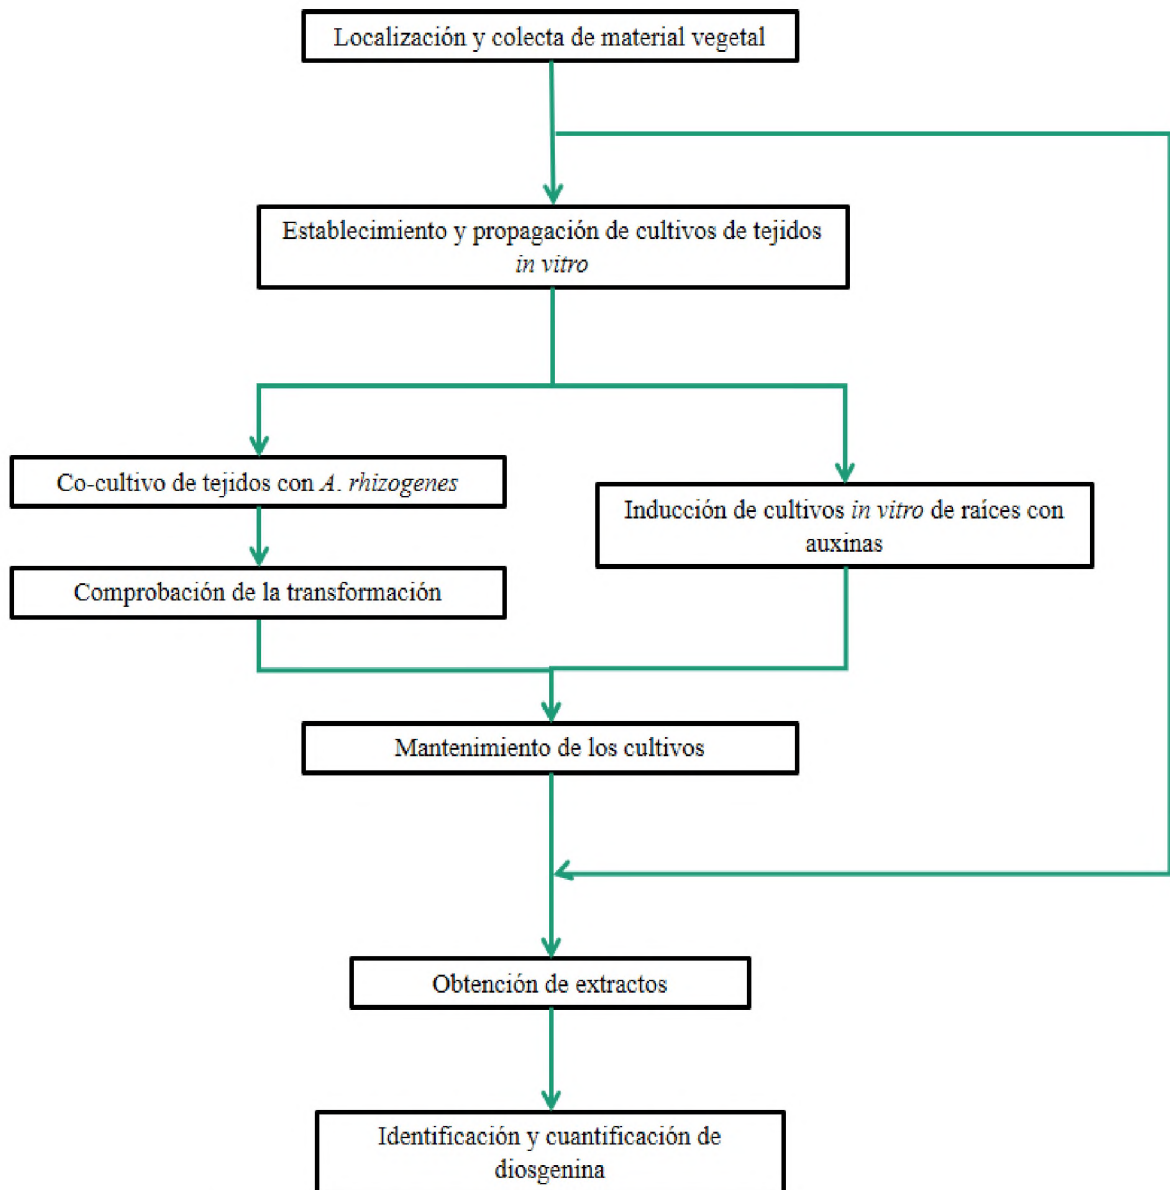 Localización y colecta de material vegetal
Establecimiento y propagación de cultivos de tejidos
in vitro
Co-cultivo de tejidos con A. rhizogenes
Inducción de cultivos in vitro de raíces con
auxinas
Comprobación de la transformación
Mantenimiento de los cultivos
Obtención de extractos
Identificación y cuantificación de
diosgenina